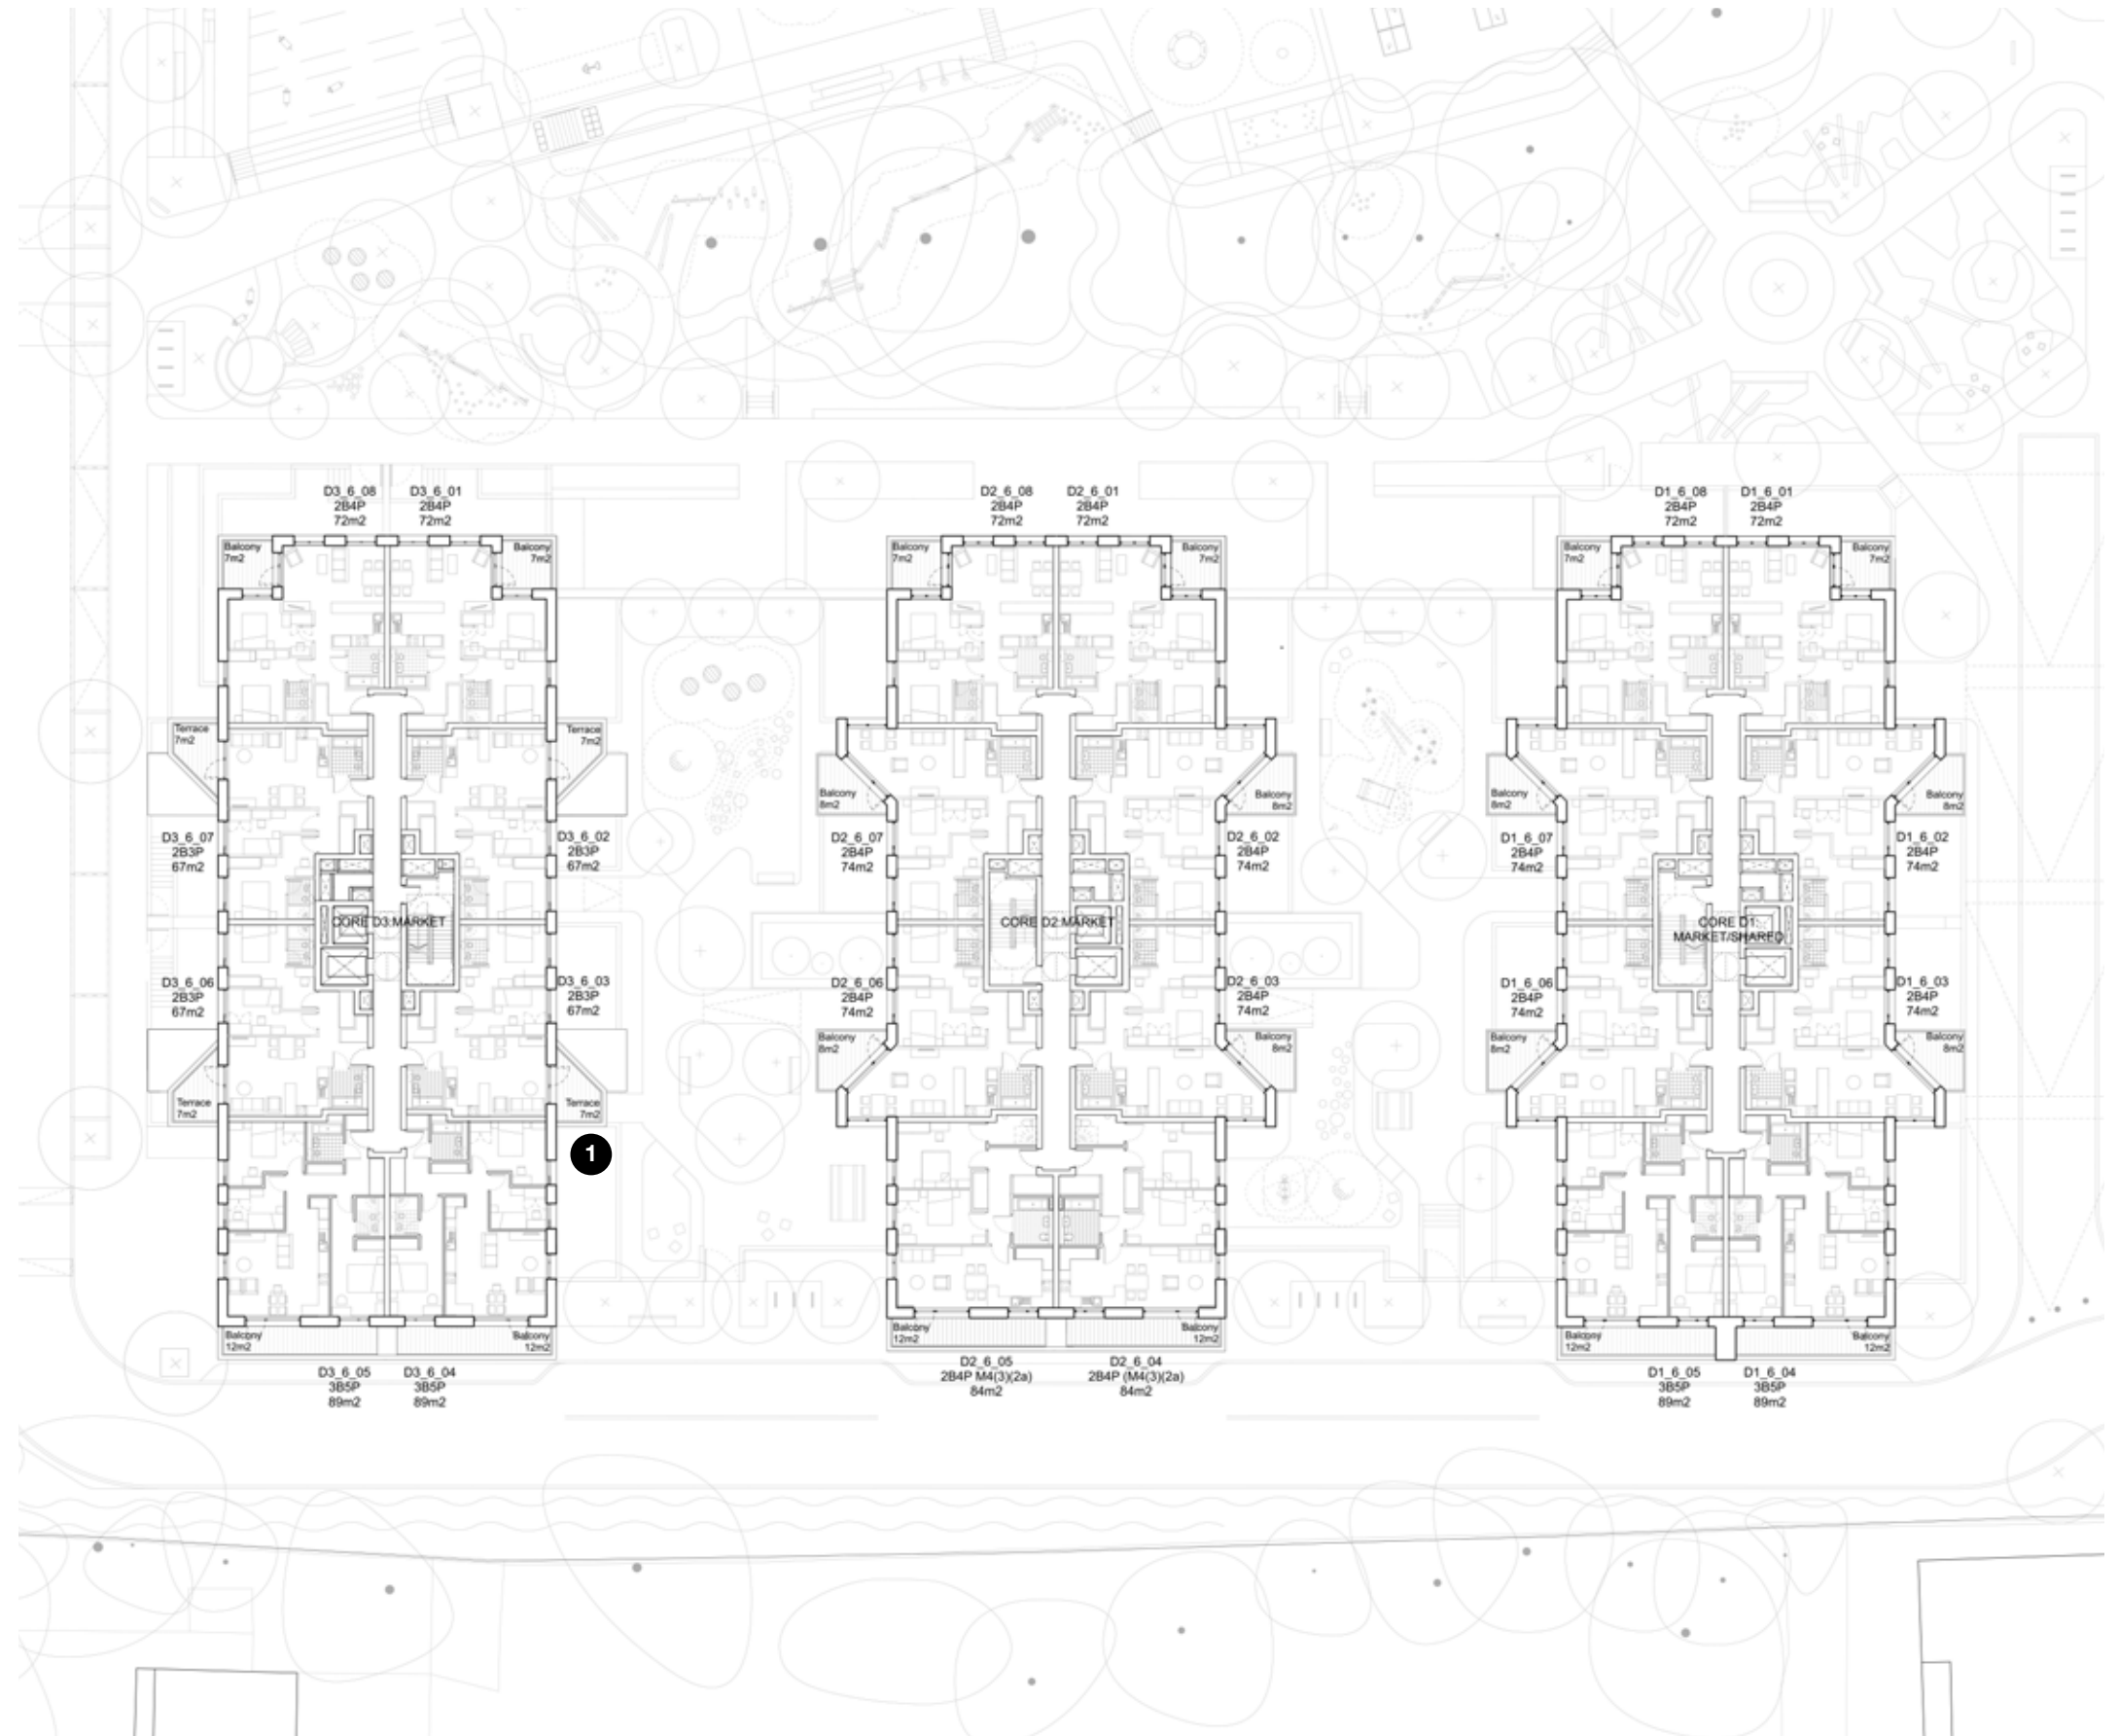 D3_6_08
2B4P
72m2
D3_6_01
2B4P
72m2
D2_6_08
2B4P
72m2
D2_6_01
2B4P
72m2
D1_6_08
2B4P
72m2
D1_6_01
2B4P
72m2
Balcony
7m2
Balcony
7m2
Balcony
7m2
Balcony
7m2
Balcony
7m2
Balcony
7m2
Terrace
7m2
Terrace
7m2
Balcony
8m2
Balcony
8m2
Balcony
8m2
Balcony
8m2
D3_6_07
2B3P
67m2
D3_6_02
2B3P
67m2
D2_6_07
2B4P
74m2
D2_6_02
2B4P
74m2
D1_6_07
2B4P
74m2
D1_6_02
2B4P
74m2
CORE D3 MARKET
CORE D2 MARKET
CORE D1
MARKET/SHARED
D3_6_06
2B3P
67m2
D3_6_03
2B3P
67m2
D2_6_06
2B4P
74m2
D2_6_03
2B4P
74m2
D1_6_06
2B4P
74m2
D1_6_03
2B4P
74m2
Balcony
8m2
Balcony
8m2
Balcony
8m2
Balcony
8m2
Terrace
7m2
Terrace
7m2
1
Balcony
12m2
Balcony
12m2
Balcony
12m2
Balcony
12m2
Balcony
12m2
Balcony
12m2
D3_6_05
3B5P
89m2
D3_6_04
3B5P
89m2
D2_6_05
2B4P M4(3)(2a)
84m2
D2_6_04
2B4P (M4(3)(2a)
84m2
D1_6_05
3B5P
89m2
D1_6_04
3B5P
89m2